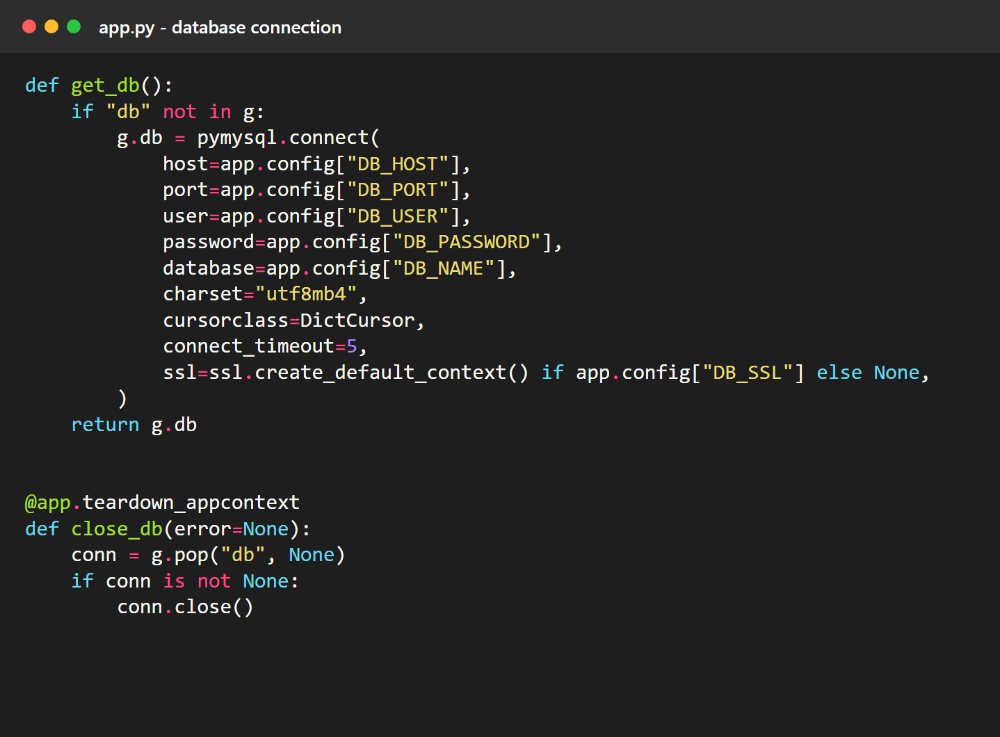 app.py - database connection
def get_db():
    if "db" not in g:
        g.db = pymysql.connect(
            host=app.config["DB_HOST"],
            port=app.config["DB_PORT"],
            user=app.config["DB_USER"],
            password=app.config["DB_PASSWORD"],
            database=app.config["DB_NAME"],
            charset="utf8mb4",
            cursorclass=DictCursor,
            connect_timeout=5,
            ssl=ssl.create_default_context() if app.config["DB_SSL"] else None,
        )
    return g.db
@app.teardown_appcontext
def close_db(error=None):
    conn = g.pop("db", None)
    if conn is not None:
        conn.close()